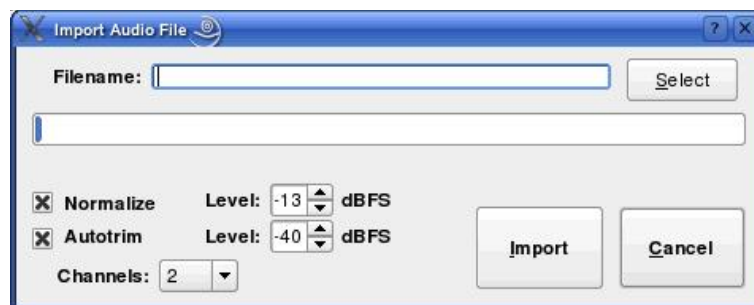 Import Audio File
Filename: Select
Normalize Level: -13 dBFS
Autotrim Level: -40 dBFS
Channels: 2
Import Cancel